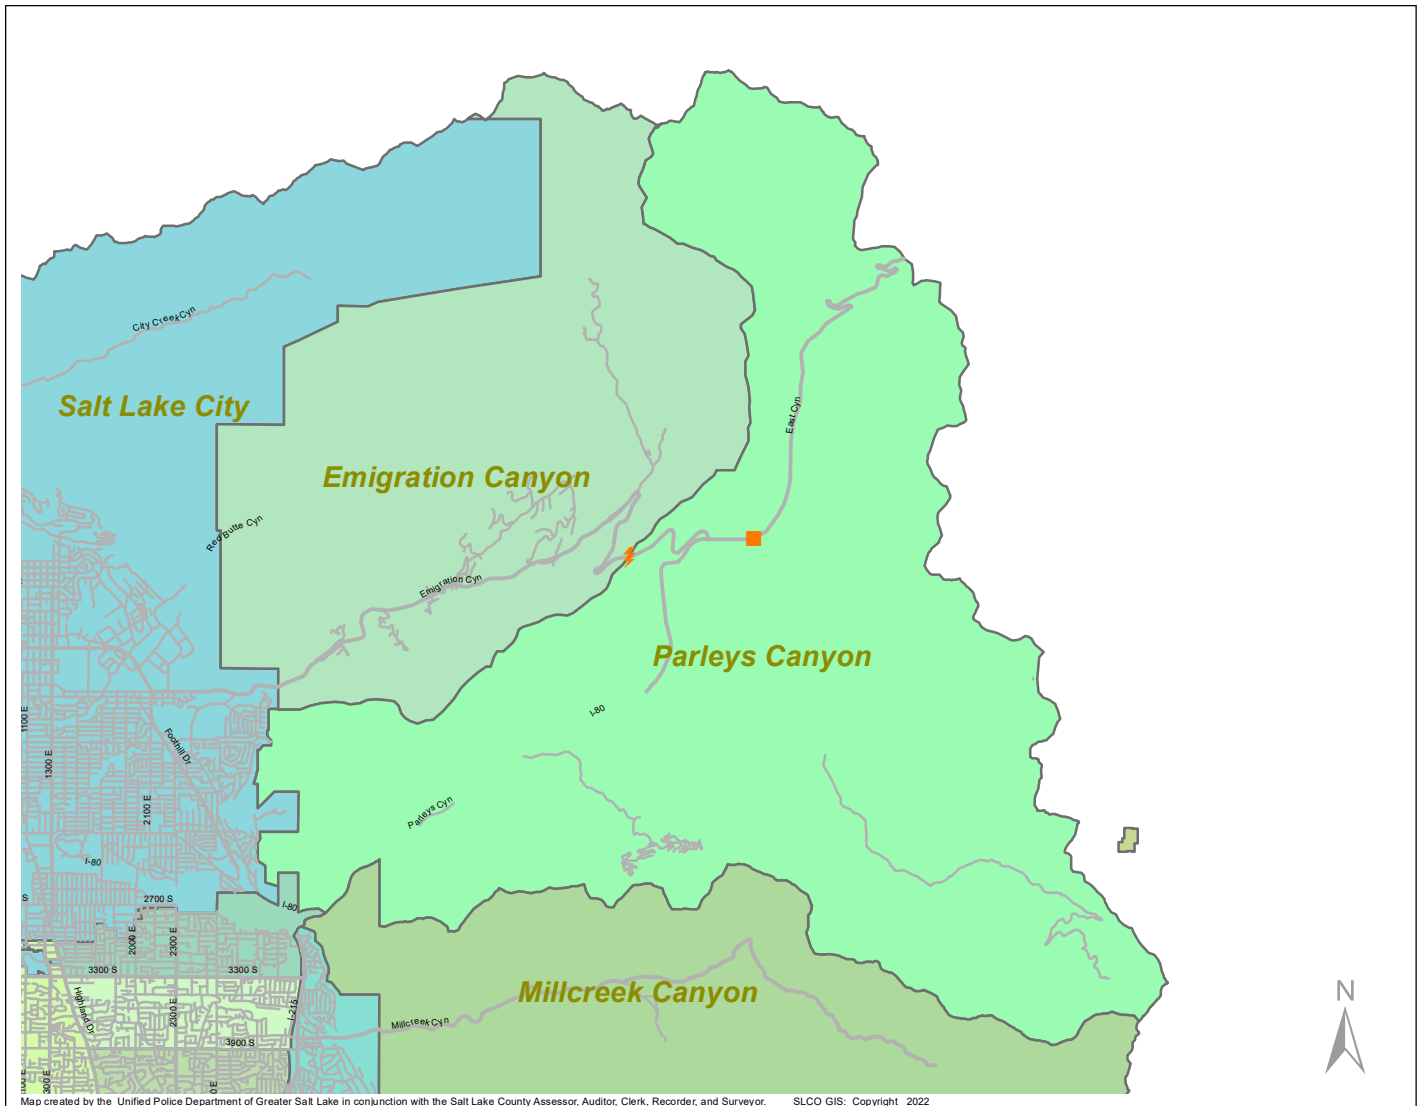 City Creek Cyn
Salt Lake City
East Cyn
Emigration Canyon
Red Butte Cyn
Emigration Cyn
Parleys Canyon
I-80
1100 E
Foothill Dr
1300 E
2100 E
Parleys Cyn
I-80
S
2700 S
I-80
2000 E
2300 E
3300 S
3300 S
Millcreek Canyon
N
Highland Dr
2300 E
I-215
Millcreek Cyn
3900 S
Map created by the Unified Police Department of Greater Salt Lake in conjunction with the Salt Lake County Assessor, Auditor, Clerk, Recorder, and Surveyor. SLCO GIS: Copyright 2022